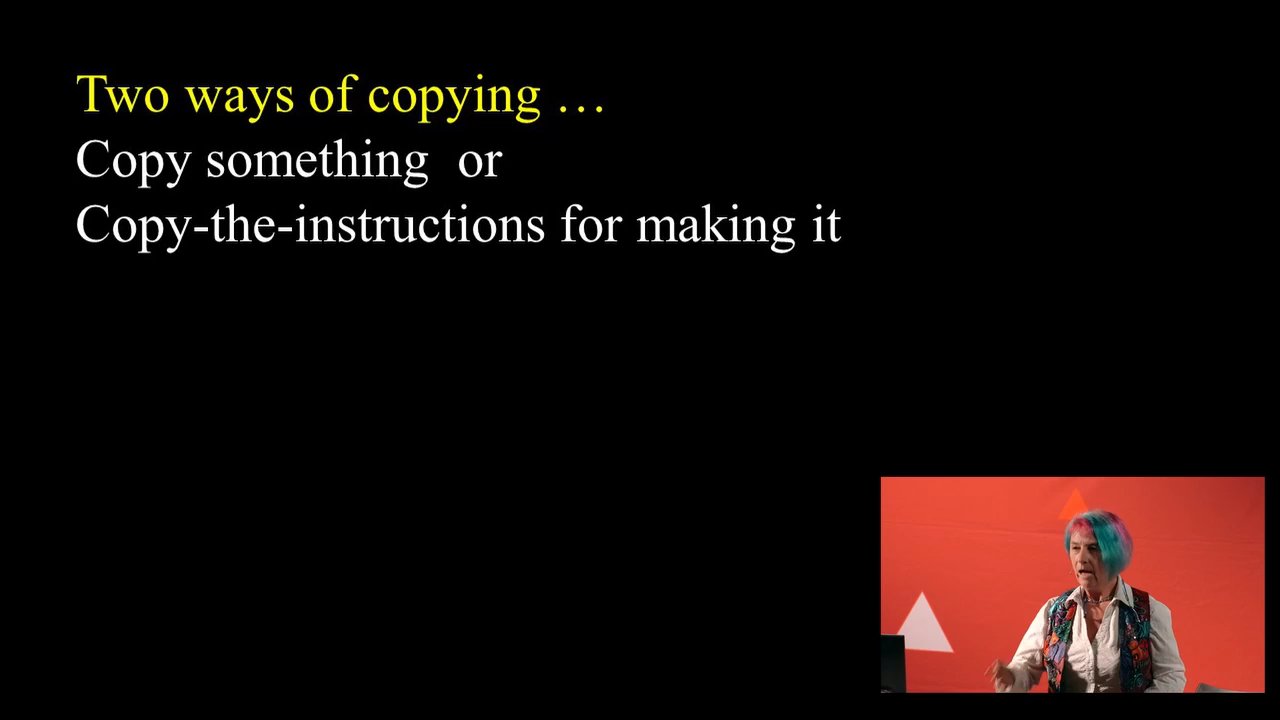 Two ways of copying …
Copy something or
Copy-the-instructions for making it